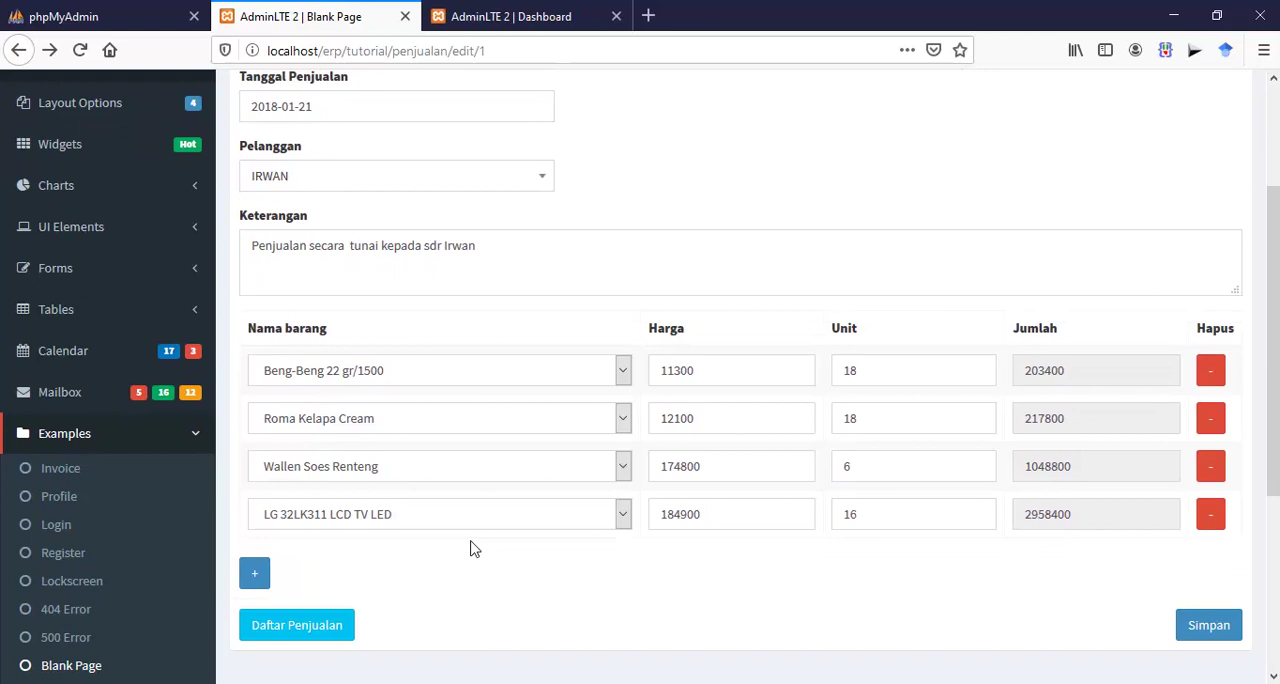 phpMyAdmin
AdminLTE 2 | Blank Page
AdminLTE 2 | Dashboard
localhost/erp/tutorial/penjualan/edit/1
Layout Options 4
Widgets Hot
Charts
UI Elements
Forms
Tables
Calendar 17 3
Mailbox 5 16 12
Examples
Invoice
Profile
Login
Register
Lockscreen
404 Error
500 Error
Blank Page
Tanggal Penjualan
2018-01-21
Pelanggan
IRWAN
Keterangan
Penjualan secara tunai kepada sdr Irwan
Nama barang Harga Unit Jumlah Hapus
Beng-Beng 22 gr/1500 11300 18 203400 -
Roma Kelapa Cream 12100 18 217800 -
Wallen Soes Renteng 174800 6 1048800 -
LG 32LK311 LCD TV LED 184900 16 2958400 -
+
Daftar Penjualan Simpan